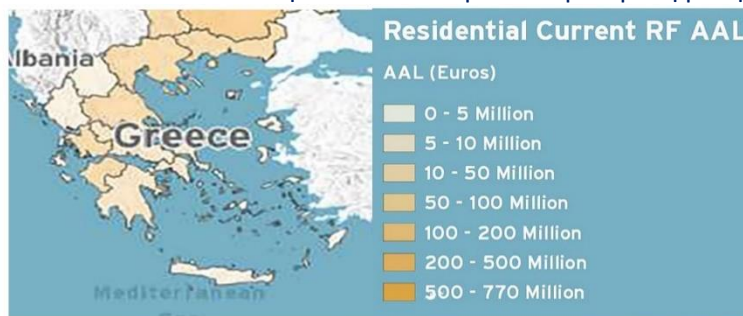 lbania
Greece
Mediterranean
Residential Current RF AAL
AAL (Euros)
0 - 5 Million
5 - 10 Million
10 - 50 Million
50 - 100 Million
100 - 200 Million
200 - 500 Million
500 - 770 Million